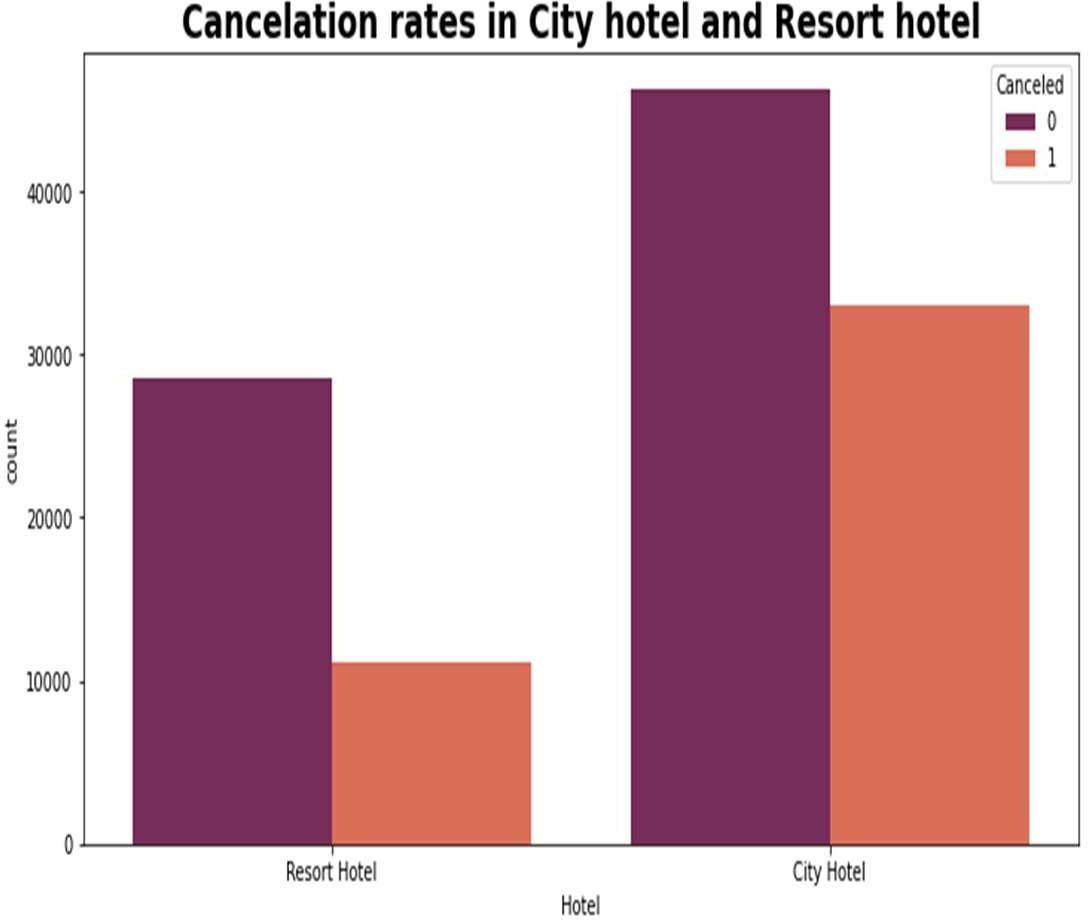 Cancelation rates in City hotel and Resort hotel
Canceled
0
1
40000
30000
20000
10000
0
count
Resort Hotel
City Hotel
Hotel